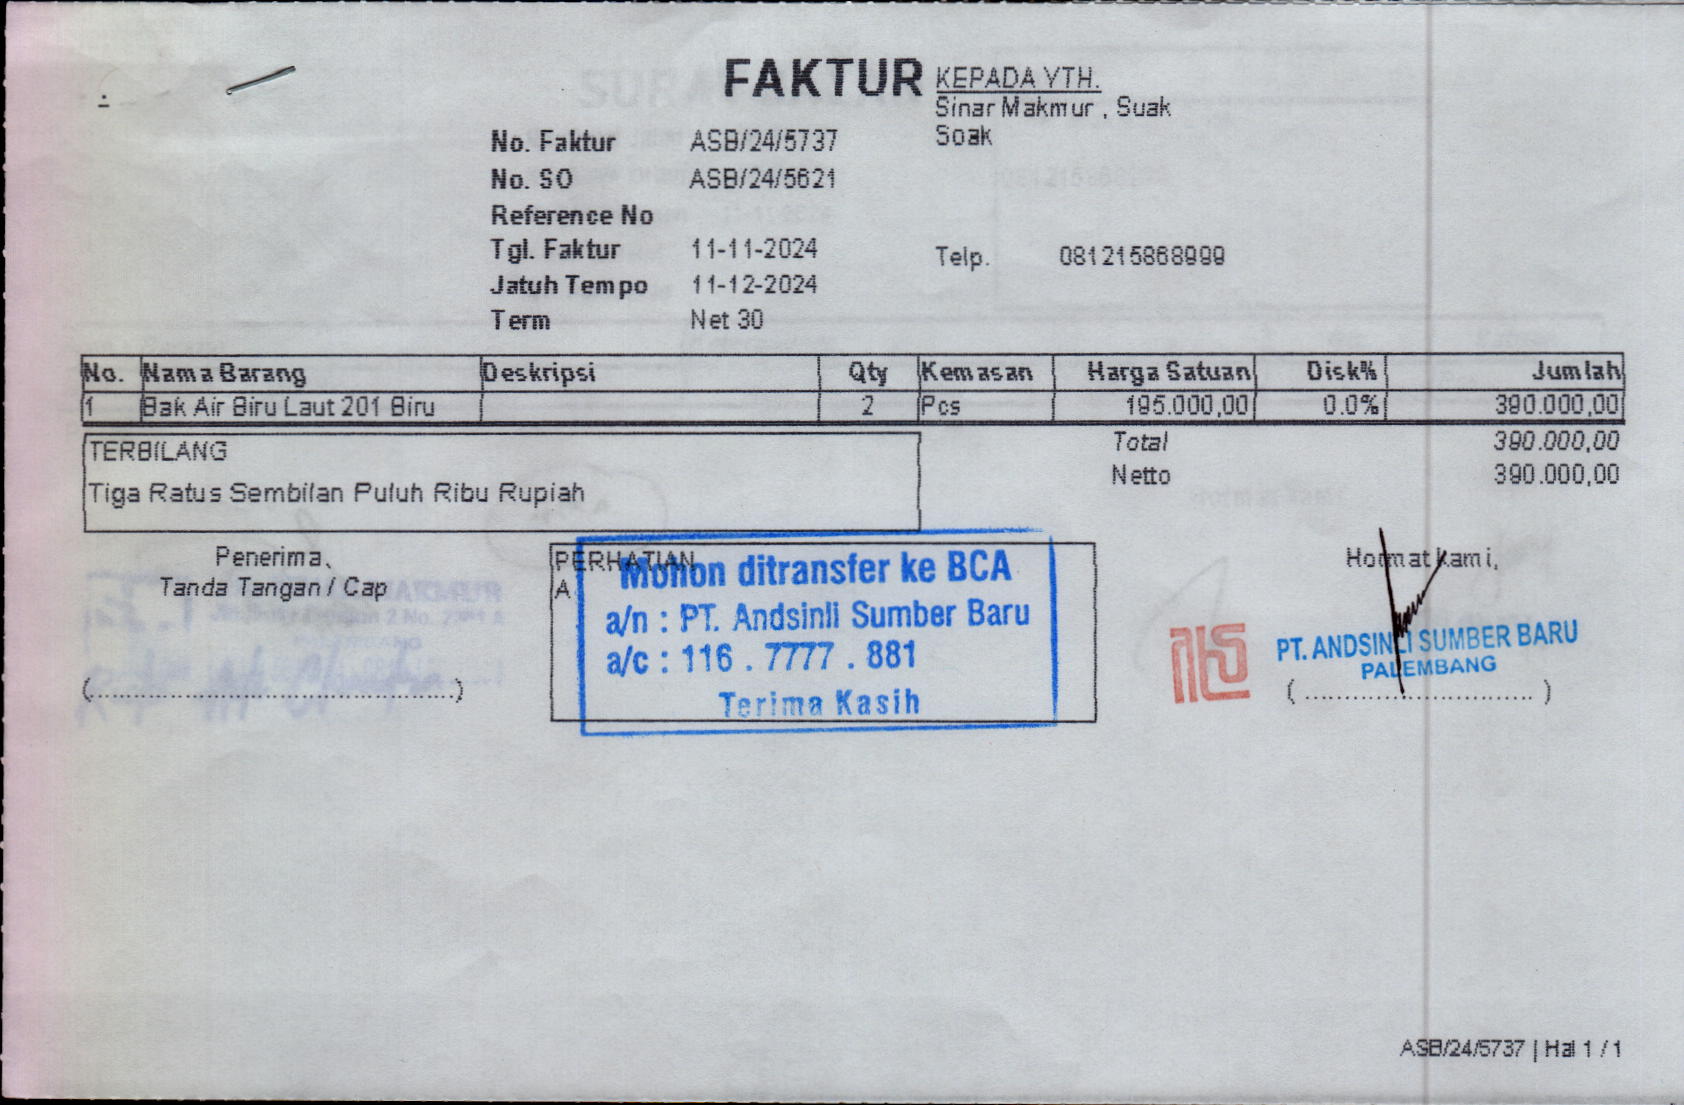 FAKTUR
KEPADA YTH.
Sinar Makmur , Suak
Soak
No. Faktur ASB/24/5737
No. SO ASB/24/5621
Reference No
Tgl. Faktur 11-11-2024
Telp. 081215868999
Jatuh Tempo 11-12-2024
Term Net 30
No. Nama Barang Deskripsi Qty Kemasan Harga Satuan Disk% Jumlah
1 Bak Air Biru Laut 201 Biru 2 Pcs 195.000,00 0.0% 390.000,00
TERBILANG
Tiga Ratus Sembilan Puluh Ribu Rupiah
Total 390.000,00
Netto 390.000,00
Penerima,
Tanda Tangan / Cap
(....................................................)
PERHATIAN
A
Mohon ditransfer ke BCA
a/n : PT. Andsinli Sumber Baru
a/c : 116 . 7777 . 881
Terima Kasih
Hormat kami,
PT. ANDSINLI SUMBER BARU
PALEMBANG
( ................................ )
ASB/24/5737 | Hal 1 / 1